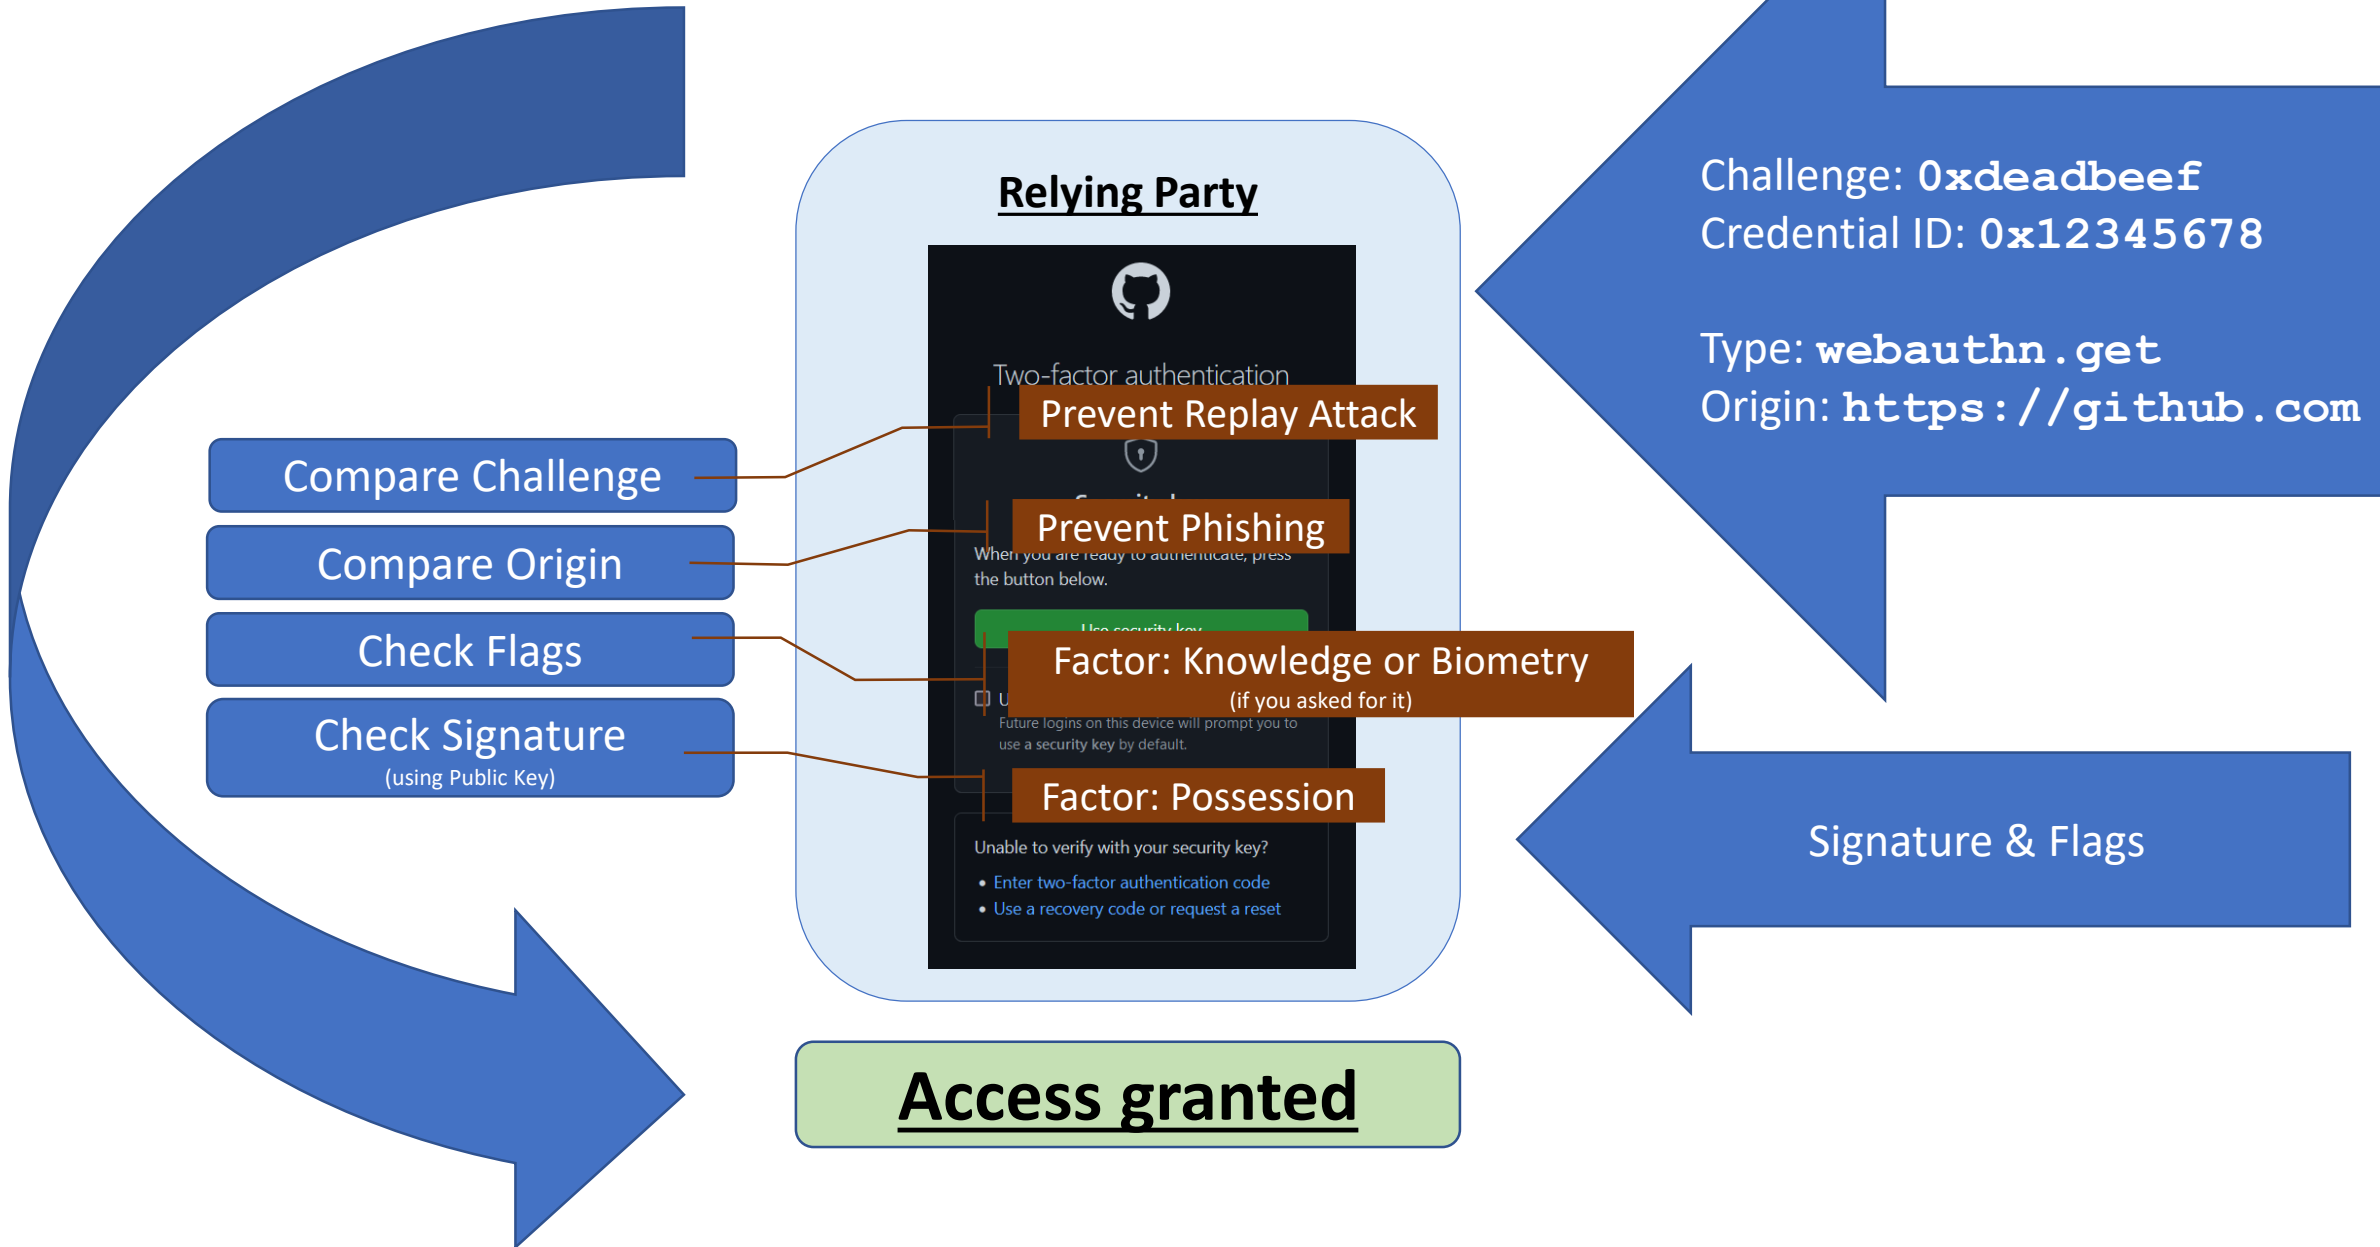 Relying Party
Two-factor authentication
Prevent Replay Attack
Prevent Phishing
When you are ready to authenticate, press
the button below.
Use security key
Factor: Knowledge or Biometry
(if you asked for it)
Future logins on this device will prompt you to
use a security key by default.
Factor: Possession
Unable to verify with your security key?
• Enter two-factor authentication code
• Use a recovery code or request a reset
Compare Challenge
Compare Origin
Check Flags
Check Signature
(using Public Key)
Challenge: 0xdeadbeef
Credential ID: 0x12345678
Type: webauthn.get
Origin: https://github.com
Signature & Flags
Access granted